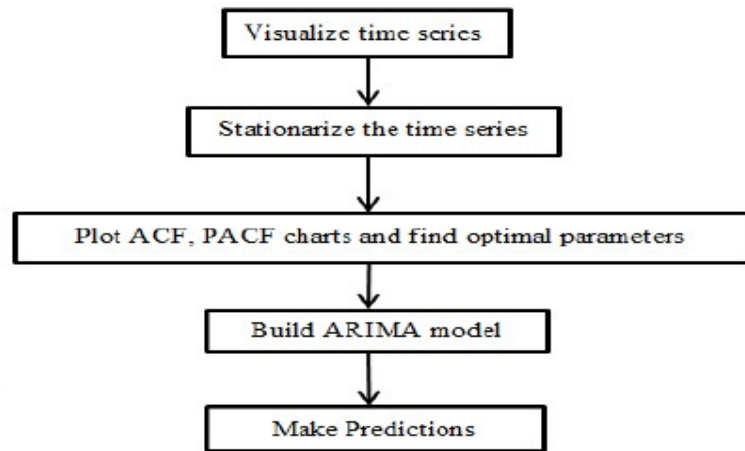 Visualize time series
Stationarize the time series
Plot ACF, PACF charts and find optimal parameters
Build ARIMA model
Make Predictions